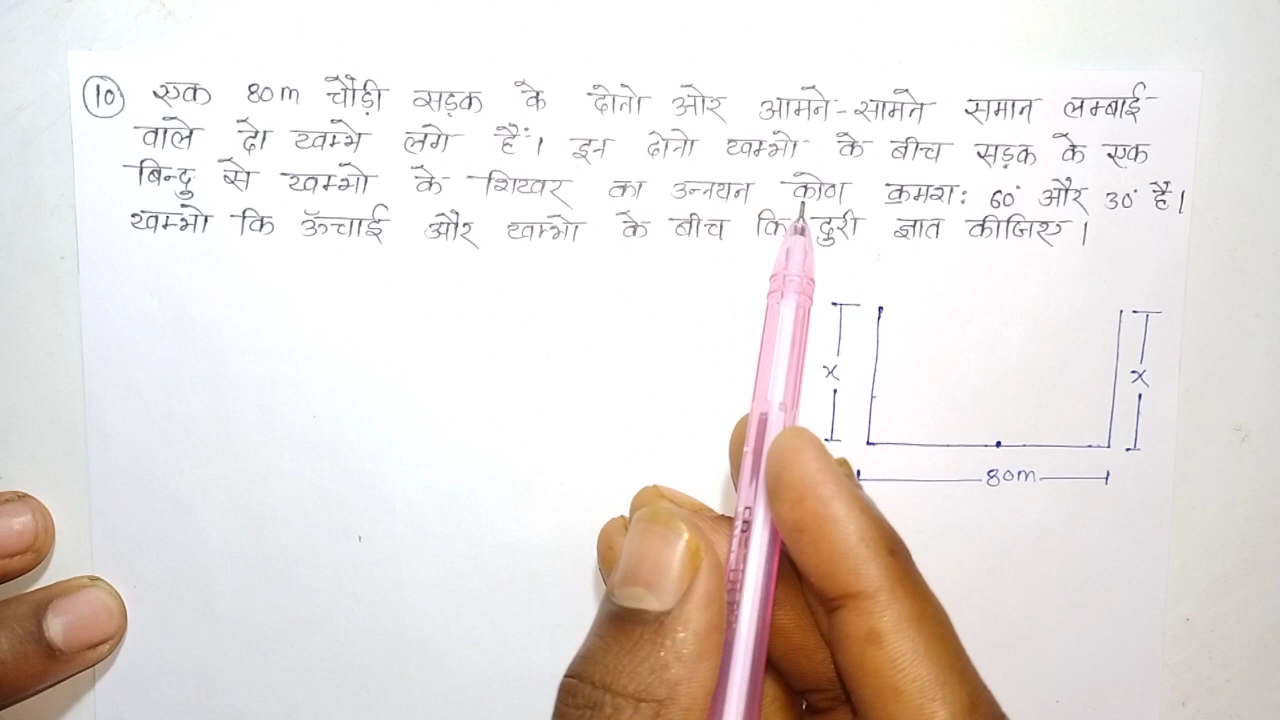 10 एक 80m चौड़ी सड़क के दोनो ओर आमने-सामने समान लम्बाई-
वाले दो खम्भे लगे हैं। इन दोनो खम्भो के बीच सड़क के एक
बिन्दु से खम्भो के शिखर का उन्नयन कोण क्रमश: 60° और 30° है।
खम्भो कि ऊँचाई और खम्भो के बीच कि दुरी ज्ञात कीजिए।
x x
80m